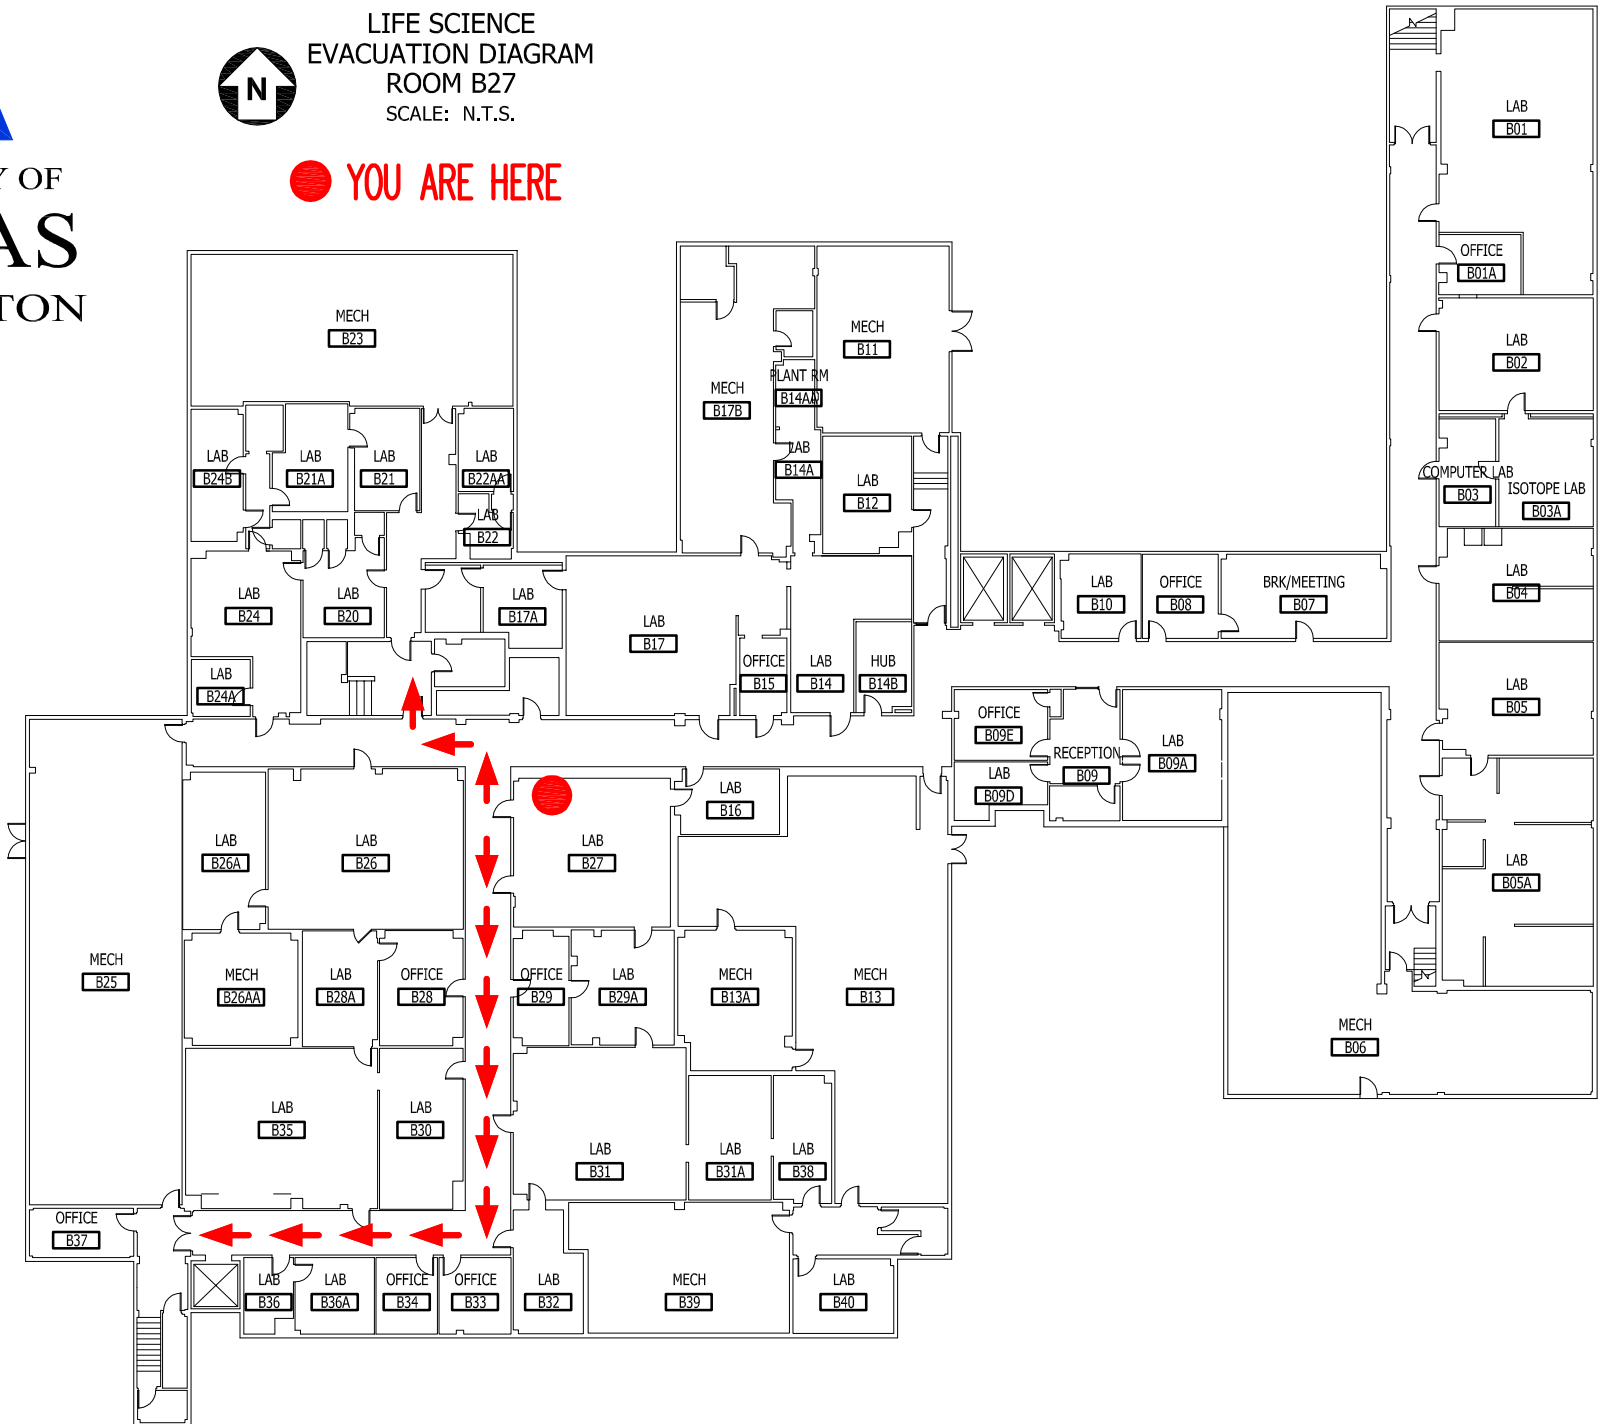 LIFE SCIENCE
EVACUATION DIAGRAM
ROOM B27
SCALE: N.T.S.
N
YOU ARE HERE
Y OF
AS
TON
LAB
B01
OFFICE
B01A
LAB
B02
COMPUTER LAB
B03
ISOTOPE LAB
B03A
LAB
B04
LAB
B05
LAB
B05A
MECH
B06
BRK/MEETING
B07
OFFICE
B08
LAB
B10
MECH
B11
PLANT RM
B14AA
MECH
B17B
LAB
B14A
LAB
B12
MECH
B23
LAB
B24B
LAB
B21A
LAB
B21
LAB
B22AA
LAB
B22
LAB
B24
LAB
B20
LAB
B17A
LAB
B17
OFFICE
B15
LAB
B14
HUB
B14B
LAB
B24A
OFFICE
B09E
RECEPTION
B09
LAB
B09A
LAB
B09D
LAB
B16
LAB
B26A
LAB
B26
LAB
B27
MECH
B25
MECH
B26AA
LAB
B28A
OFFICE
B28
OFFICE
B29
LAB
B29A
MECH
B13A
MECH
B13
LAB
B35
LAB
B30
LAB
B31
LAB
B31A
LAB
B38
OFFICE
B37
LAB
B36
LAB
B36A
OFFICE
B34
OFFICE
B33
LAB
B32
MECH
B39
LAB
B40